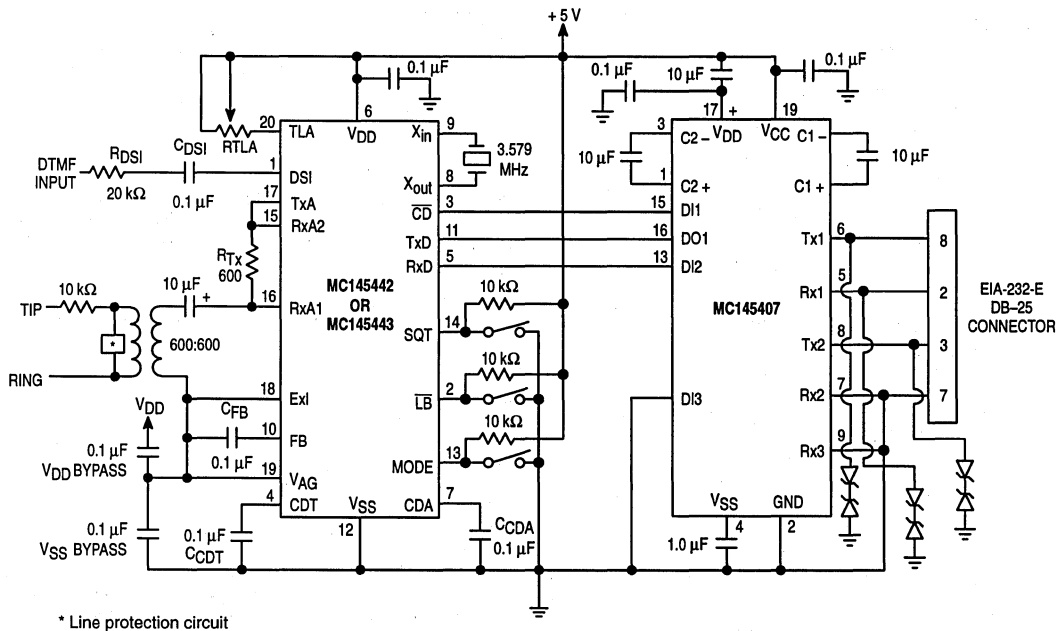 + 5 V
0.1 µF
0.1 µF
10 µF
0.1 µF
6
17 +
19
20
TLA
VDD
Xin
9
3
C2 –
VDD
VCC
C1 –
RTLA
CDSI
RDSI
DTMF
INPUT
20 kΩ
0.1 µF
1
DSI
3.579
MHz
10 µF
10 µF
17
TxA
Xout
8
1
C2 +
C1 +
15
RxA2
CD
3
15
DI1
TxD
11
16
DO1
Tx1
6
8
RTx
600
RxD
5
13
DI2
MC145442
OR
MC145443
MC145407
Rx1
5
2
EIA-232-E
DB-25
CONNECTOR
10 kΩ
TIP
10 µF
+
16
RxA1
10 kΩ
SQT
14
Tx2
8
3
*
600:600
RING
10 kΩ
LB
2
DI3
Rx2
7
7
18
ExI
VDD
CFB
10
FB
0.1 µF
10 kΩ
MODE
13
Rx3
9
0.1 µF
VDD BYPASS
19
VAG
4
CDT
VSS
12
CDA
7
VSS
4
GND
2
0.1 µF
VSS BYPASS
0.1 µF
CCDT
CCDA
0.1 µF
1.0 µF
* Line protection circuit